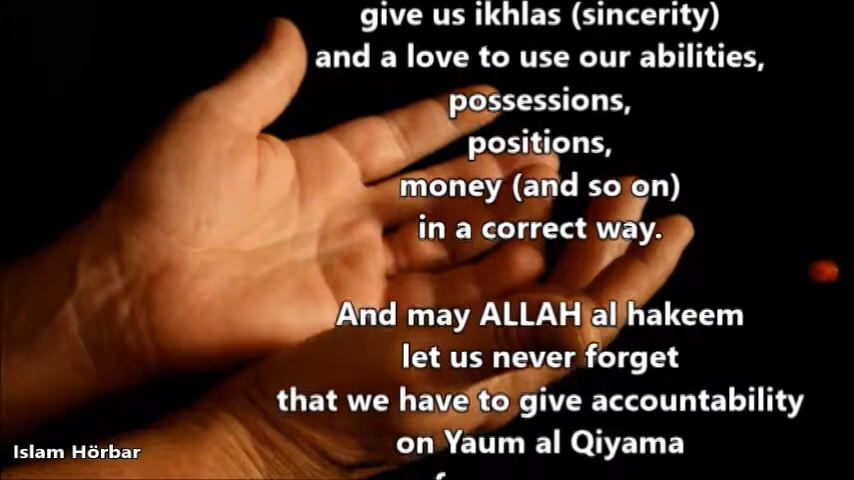 give us ikhlas (sincerity)
and a love to use our abilities,
possessions,
positions,
money (and so on)
in a correct way.
And may ALLAH al hakeem
let us never forget
that we have to give accountability
on Yaum al Qiyama
Islam Hörbar